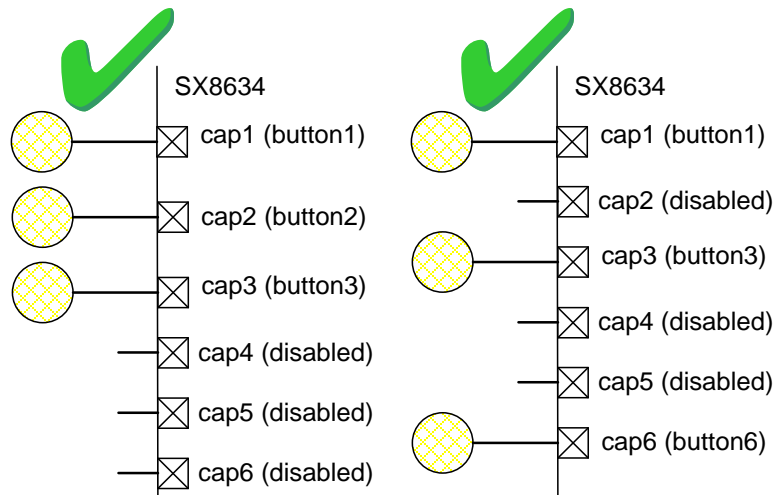 SX8634
cap1 (button1)
cap2 (button2)
cap3 (button3)
cap4 (disabled)
cap5 (disabled)
cap6 (disabled)
SX8634
cap1 (button1)
cap2 (disabled)
cap3 (button3)
cap4 (disabled)
cap5 (disabled)
cap6 (button6)